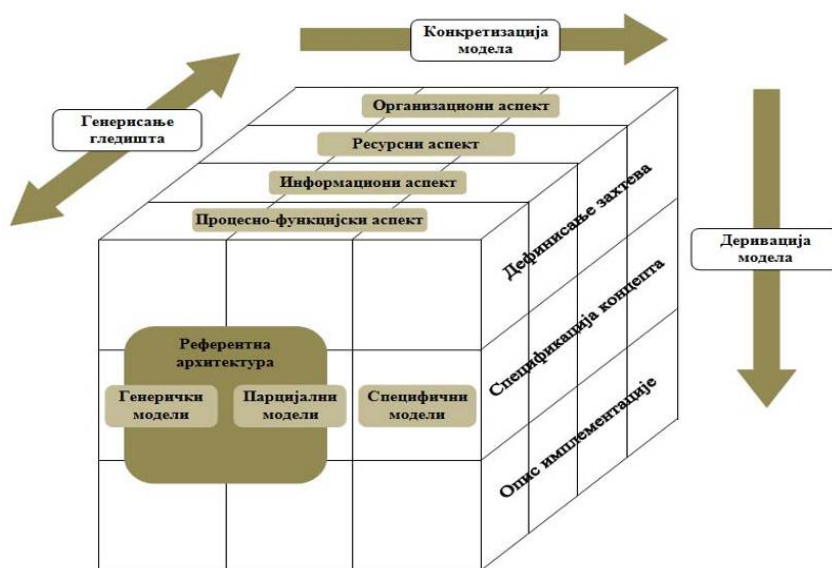 Конкретизација
модела
Генерисање
гледишта
Организациони аспект
Ресурсни аспект
Информациони аспект
Процесно-функцијски аспект
Дефинисање захтева
Спецификација концепта
Опис имплементације
Деривација
модела
Референтна
архитектура
Генерички
модели
Парцијални
модели
Специфични
модели